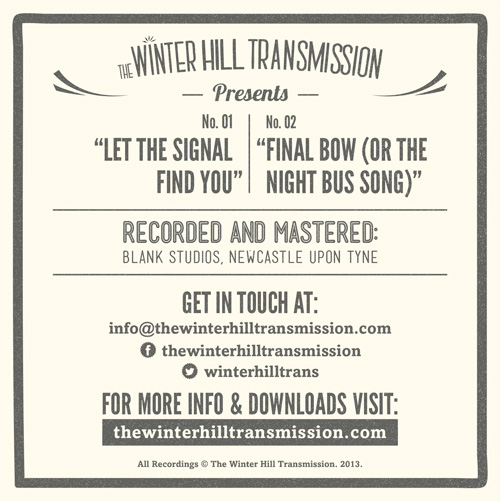 THE WINTER HILL TRANSMISSION
Presents
No. 01
“LET THE SIGNAL
FIND YOU”
No. 02
“FINAL BOW (OR THE
NIGHT BUS SONG)”
RECORDED AND MASTERED:
BLANK STUDIOS, NEWCASTLE UPON TYNE
GET IN TOUCH AT:
info@thewinterhilltransmission.com
thewinterhilltransmission
winterhilltrans
FOR MORE INFO & DOWNLOADS VISIT:
thewinterhilltransmission.com
All Recordings © The Winter Hill Transmission. 2013.